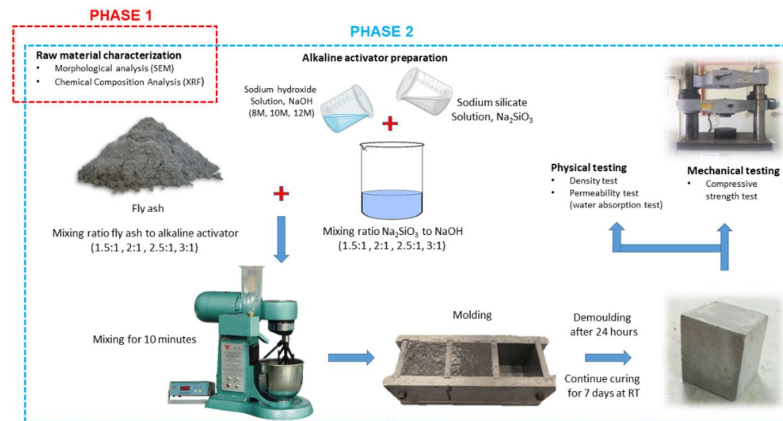 PHASE 1
PHASE 2
Raw material characterization
• Morphological analysis (SEM)
• Chemical Composition Analysis (XRF)
Alkaline activator preparation
Sodium hydroxide
Solution, NaOH
(8M, 10M, 12M)
Sodium silicate
Solution, Na₂SiO₃
Fly ash
Mixing ratio fly ash to alkaline activator
(1.5:1 , 2:1 , 2.5:1, 3:1)
Mixing ratio Na₂SiO₃ to NaOH
(1.5:1 , 2:1 , 2.5:1, 3:1)
Physical testing
• Density test
• Permeability test
(water absorption test)
Mechanical testing
• Compressive
strength test
Mixing for 10 minutes
Molding
Demoulding
after 24 hours
Continue curing
for 7 days at RT